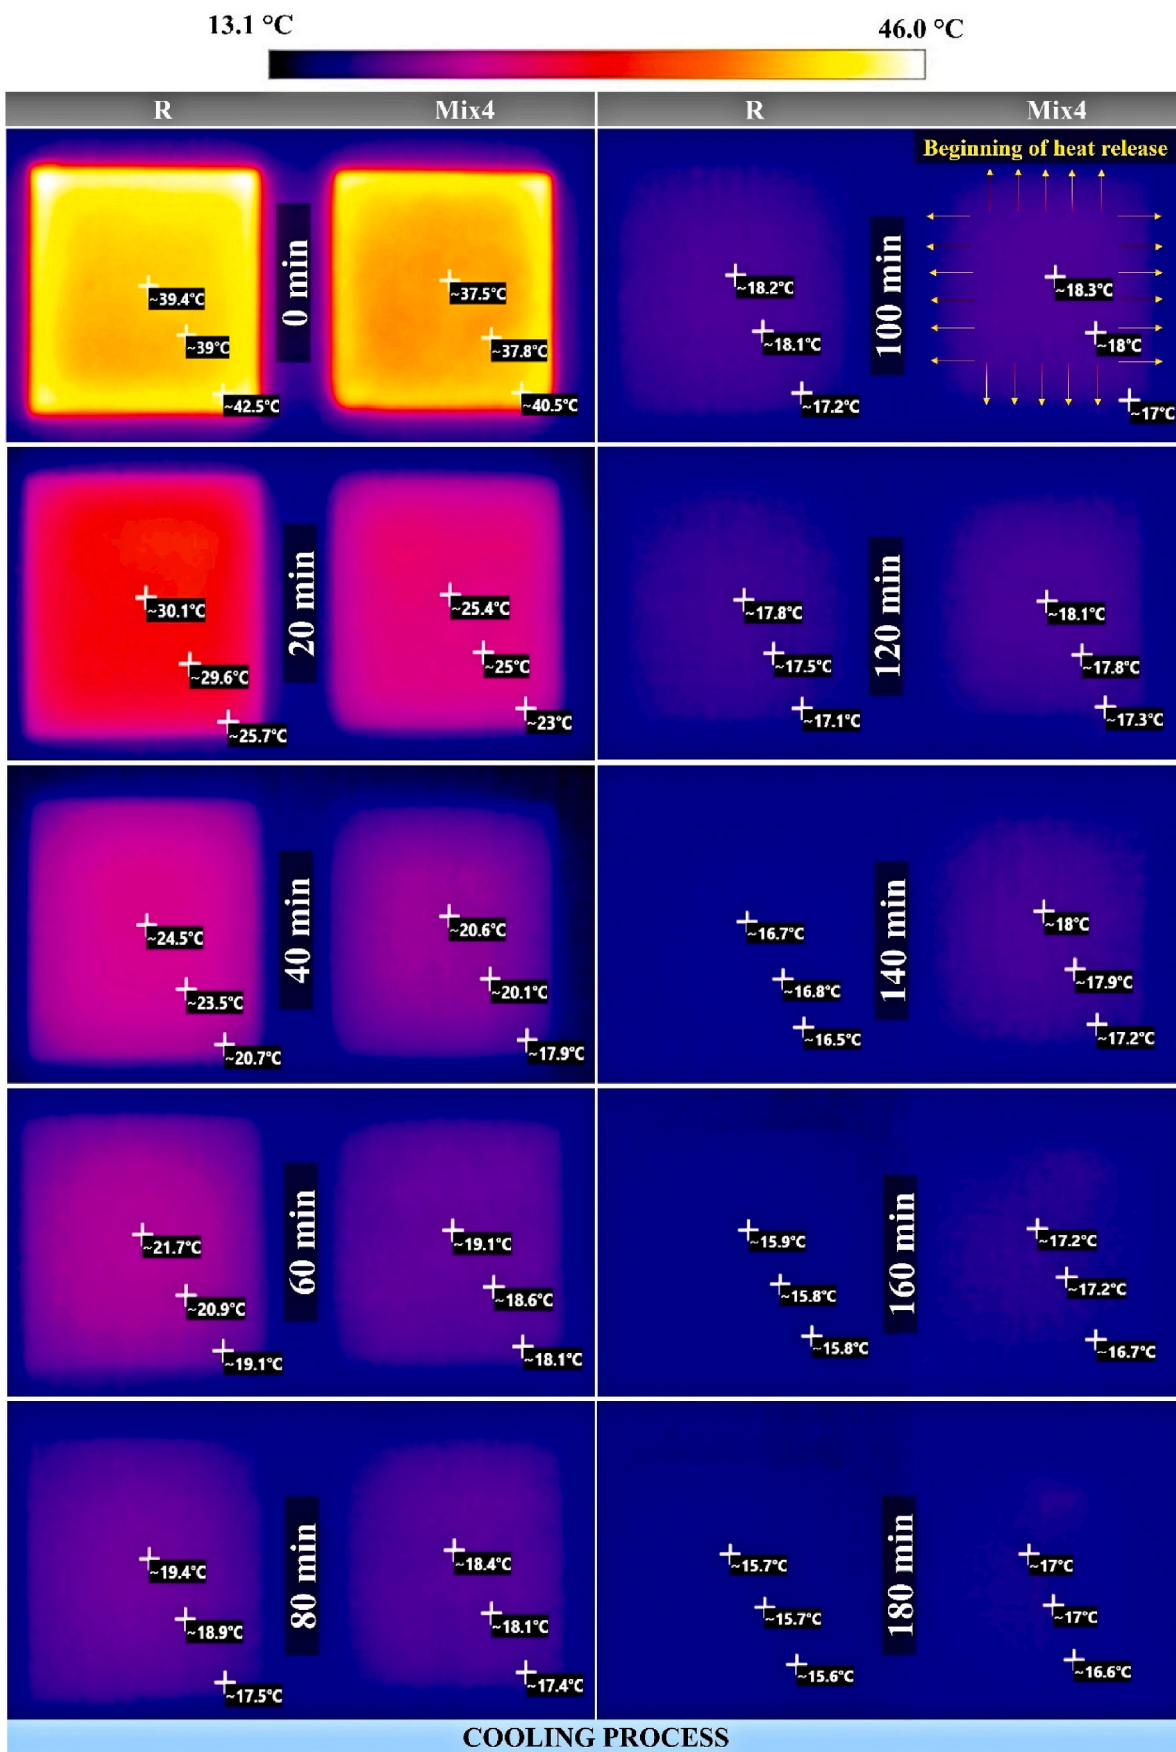 13.1 °C
46.0 °C
R
Mix4
R
Mix4
~39.4°C
~39°C
~42.5°C
0 min
~37.5°C
~37.8°C
~40.5°C
~18.2°C
~18.1°C
~17.2°C
100 min
Beginning of heat release
~18.3°C
~18°C
~17°C
~30.1°C
~29.6°C
~25.7°C
20 min
~25.4°C
~25°C
~23°C
~17.8°C
~17.5°C
~17.1°C
120 min
~18.1°C
~17.8°C
~17.3°C
~24.5°C
~23.5°C
~20.7°C
40 min
~20.6°C
~20.1°C
~17.9°C
~16.7°C
~16.8°C
~16.5°C
140 min
~18°C
~17.9°C
~17.2°C
~21.7°C
~20.9°C
~19.1°C
60 min
~19.1°C
~18.6°C
~18.1°C
~15.9°C
~15.8°C
~15.8°C
160 min
~17.2°C
~17.2°C
~16.7°C
~19.4°C
~18.9°C
~17.5°C
80 min
~18.4°C
~18.1°C
~17.4°C
~15.7°C
~15.7°C
~15.6°C
180 min
~17°C
~17°C
~16.6°C
COOLING PROCESS